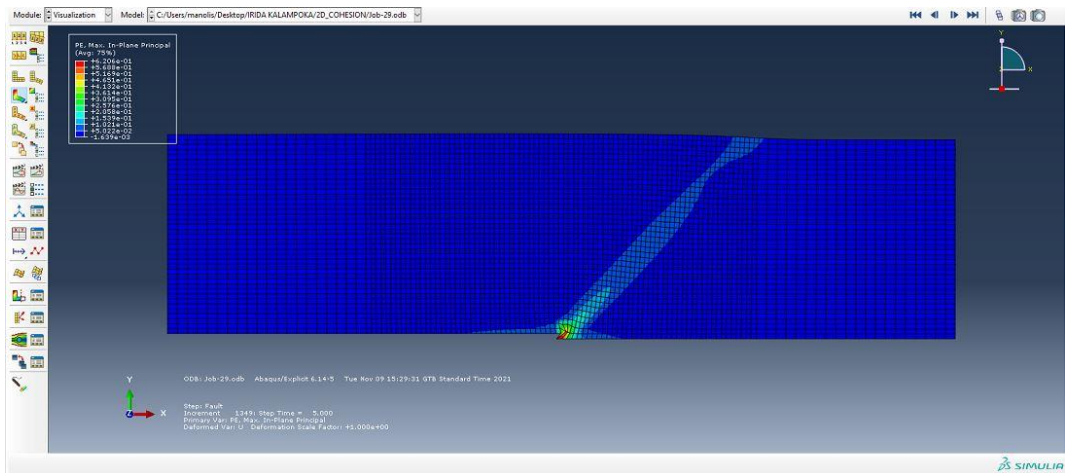 Module: Visualization Model: C:/Users/manolis/Desktop/IRIDA KALAMPOKA/2D_COHESION/Job-29.odb
PE, Max. In-Plane Principal
(Avg: 75%)
+6.206e-01
+5.688e-01
+5.169e-01
+4.651e-01
+4.132e-01
+3.614e-01
+3.095e-01
+2.576e-01
+2.058e-01
+1.539e-01
+1.021e-01
+5.022e-02
-1.639e-03
Y
X
Y
Z
X
ODB: Job-29.odb Abaqus/Explicit 6.14-5 Tue Nov 09 15:29:31 GTB Standard Time 2021
Step: Fault
Increment 1349: Step Time = 5.000
Primary Var: PE, Max. In-Plane Principal
Deformed Var: U Deformation Scale Factor: +1.000e+00
SIMULIA